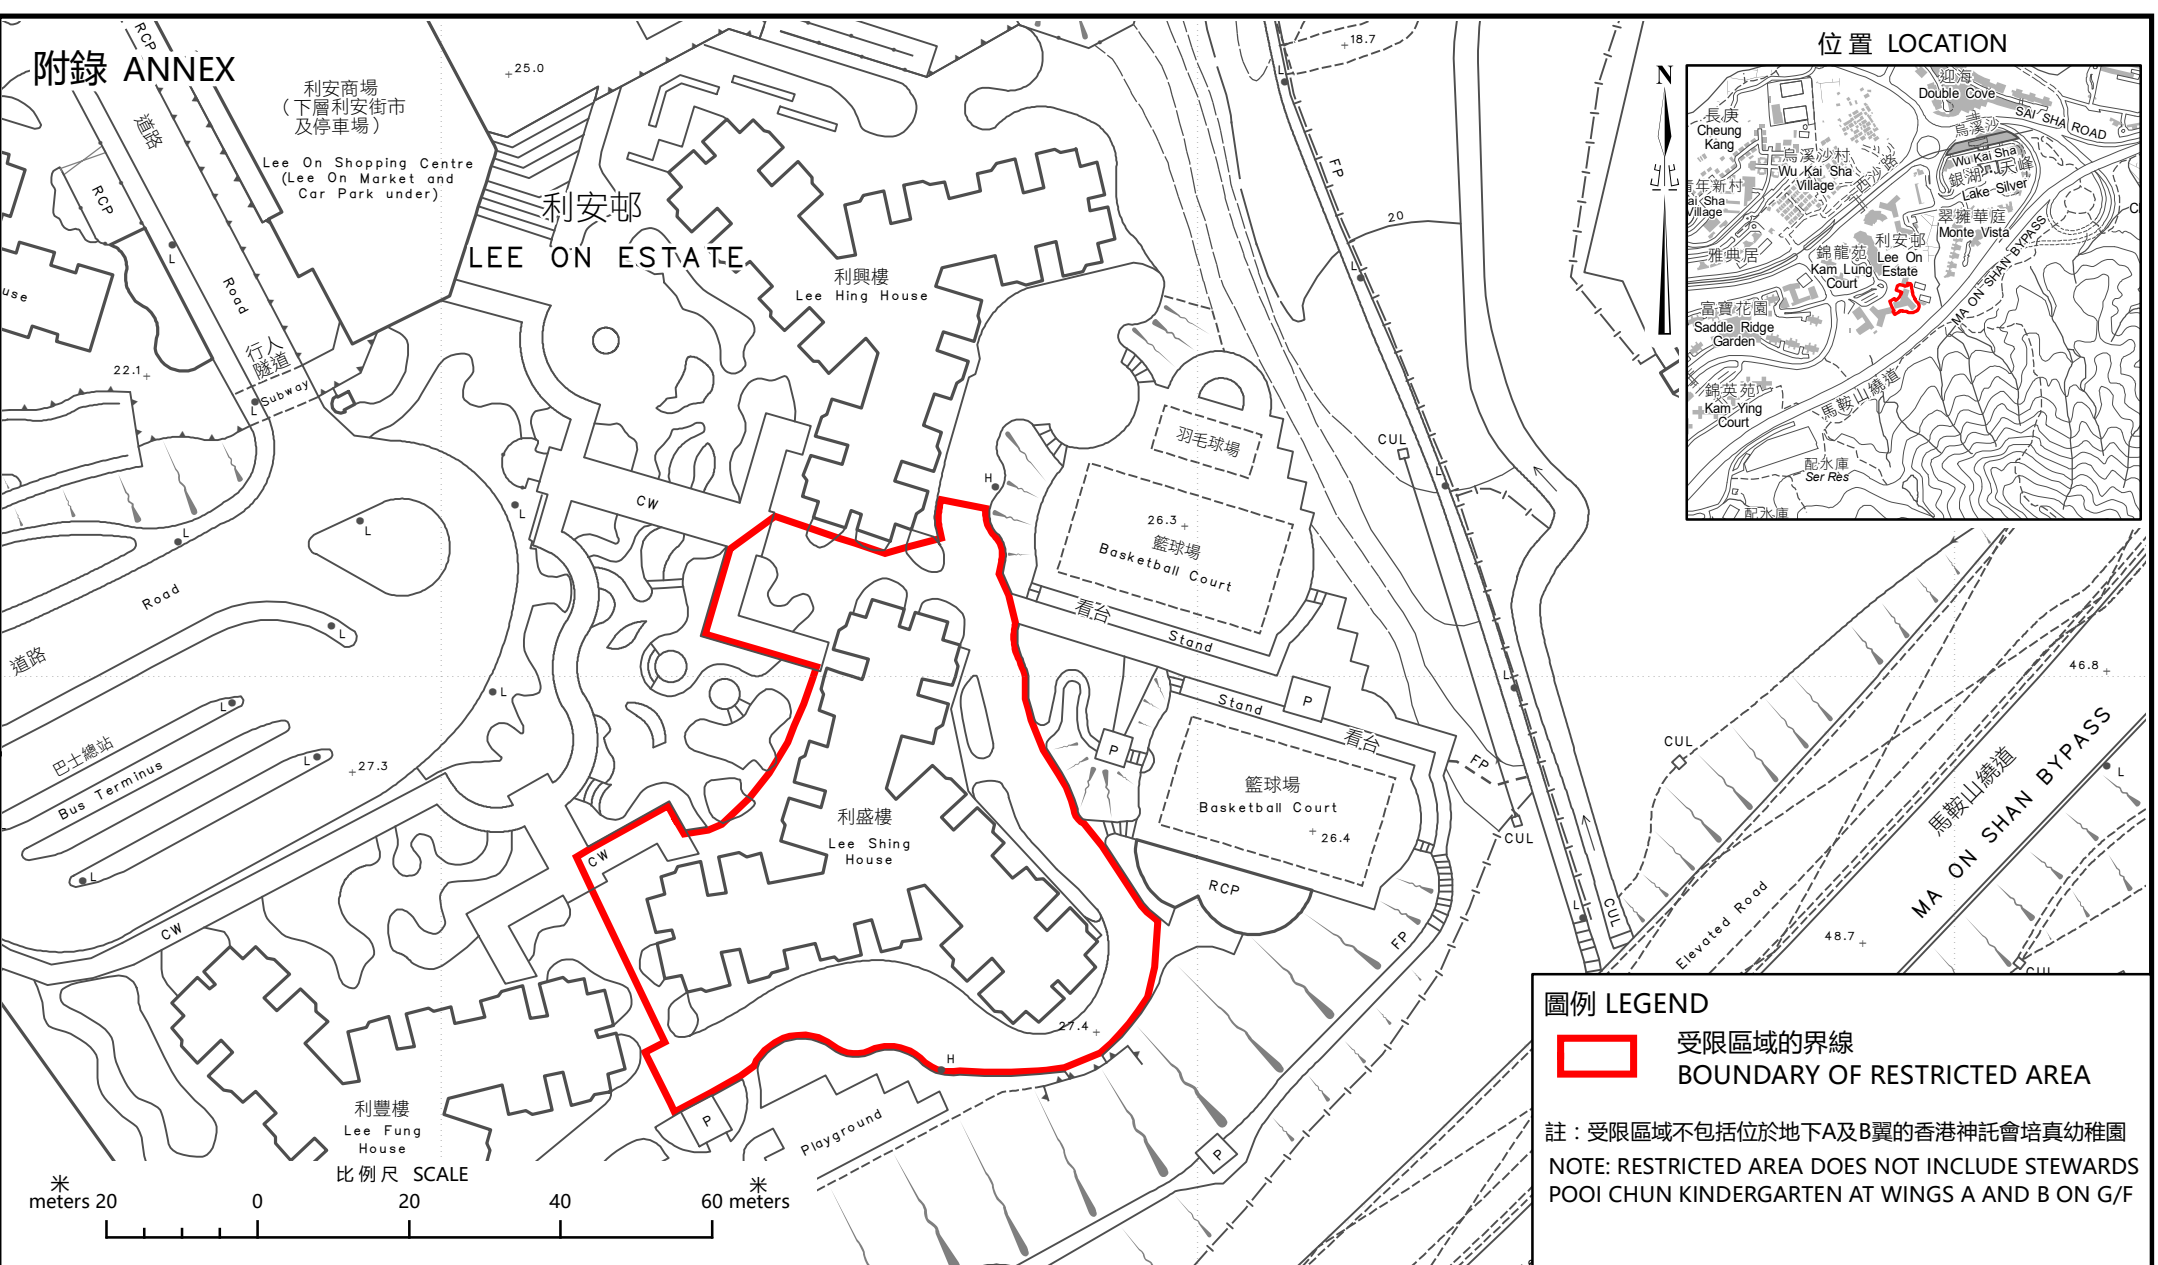 附錄 ANNEX
RCP
道路
利安商場
（下層利安街市
及停車場）
Lee On Shopping Centre
(Lee On Market and
Car Park under)
25.0
18.7
RCP
L
利安邨
LEE ON ESTATE
利興樓
Lee Hing House
Road
行人
隧道
Subway
L
22.1
FP
20
L
L
CUL
L
羽毛球場
H
26.3
籃球場
Basketball Court
看台
Stand
CW
L
L
L
Road
道路
L
L
L
L
L
巴士總站
Bus Terminus
27.3
CW
CW
利盛樓
Lee Shing
House
Stand
P
看台
P
籃球場
Basketball Court
26.4
RCP
FP
CUL
L
L
CUL
FP
CUL
46.8
馬鞍山繞道
MA ON SHAN BYPASS
L
Elevated Road
48.7
CUL
27.4
H
利豐樓
Lee Fung
House
P
Playground
P
比例尺 SCALE
米
meters 20 0 20 40 60 meters
米
位置 LOCATION
N
迎海
Double Cove
長庚
Cheung
Kang
烏溪沙
SAI SHA ROAD
Wu Kai Sha
烏溪沙村
Wu Kai Sha
Village
西沙路
銀湖·天峰
Lake Silver
青年新村
ai Sha
Village
翠擁華庭
Monte Vista
雅典居
錦龍苑
Kam Lung
Court
利安邨
Lee On
Estate
MA ON SHAN BYPASS
富寶花園
Saddle Ridge
Garden
錦英苑
Kam Ying
Court
馬鞍山繞道
配水庫
Ser Res
配水庫
圖例 LEGEND
受限區域的界線
BOUNDARY OF RESTRICTED AREA
註：受限區域不包括位於地下A及B翼的香港神託會培真幼稚園
NOTE: RESTRICTED AREA DOES NOT INCLUDE STEWARDS
POOI CHUN KINDERGARTEN AT WINGS A AND B ON G/F